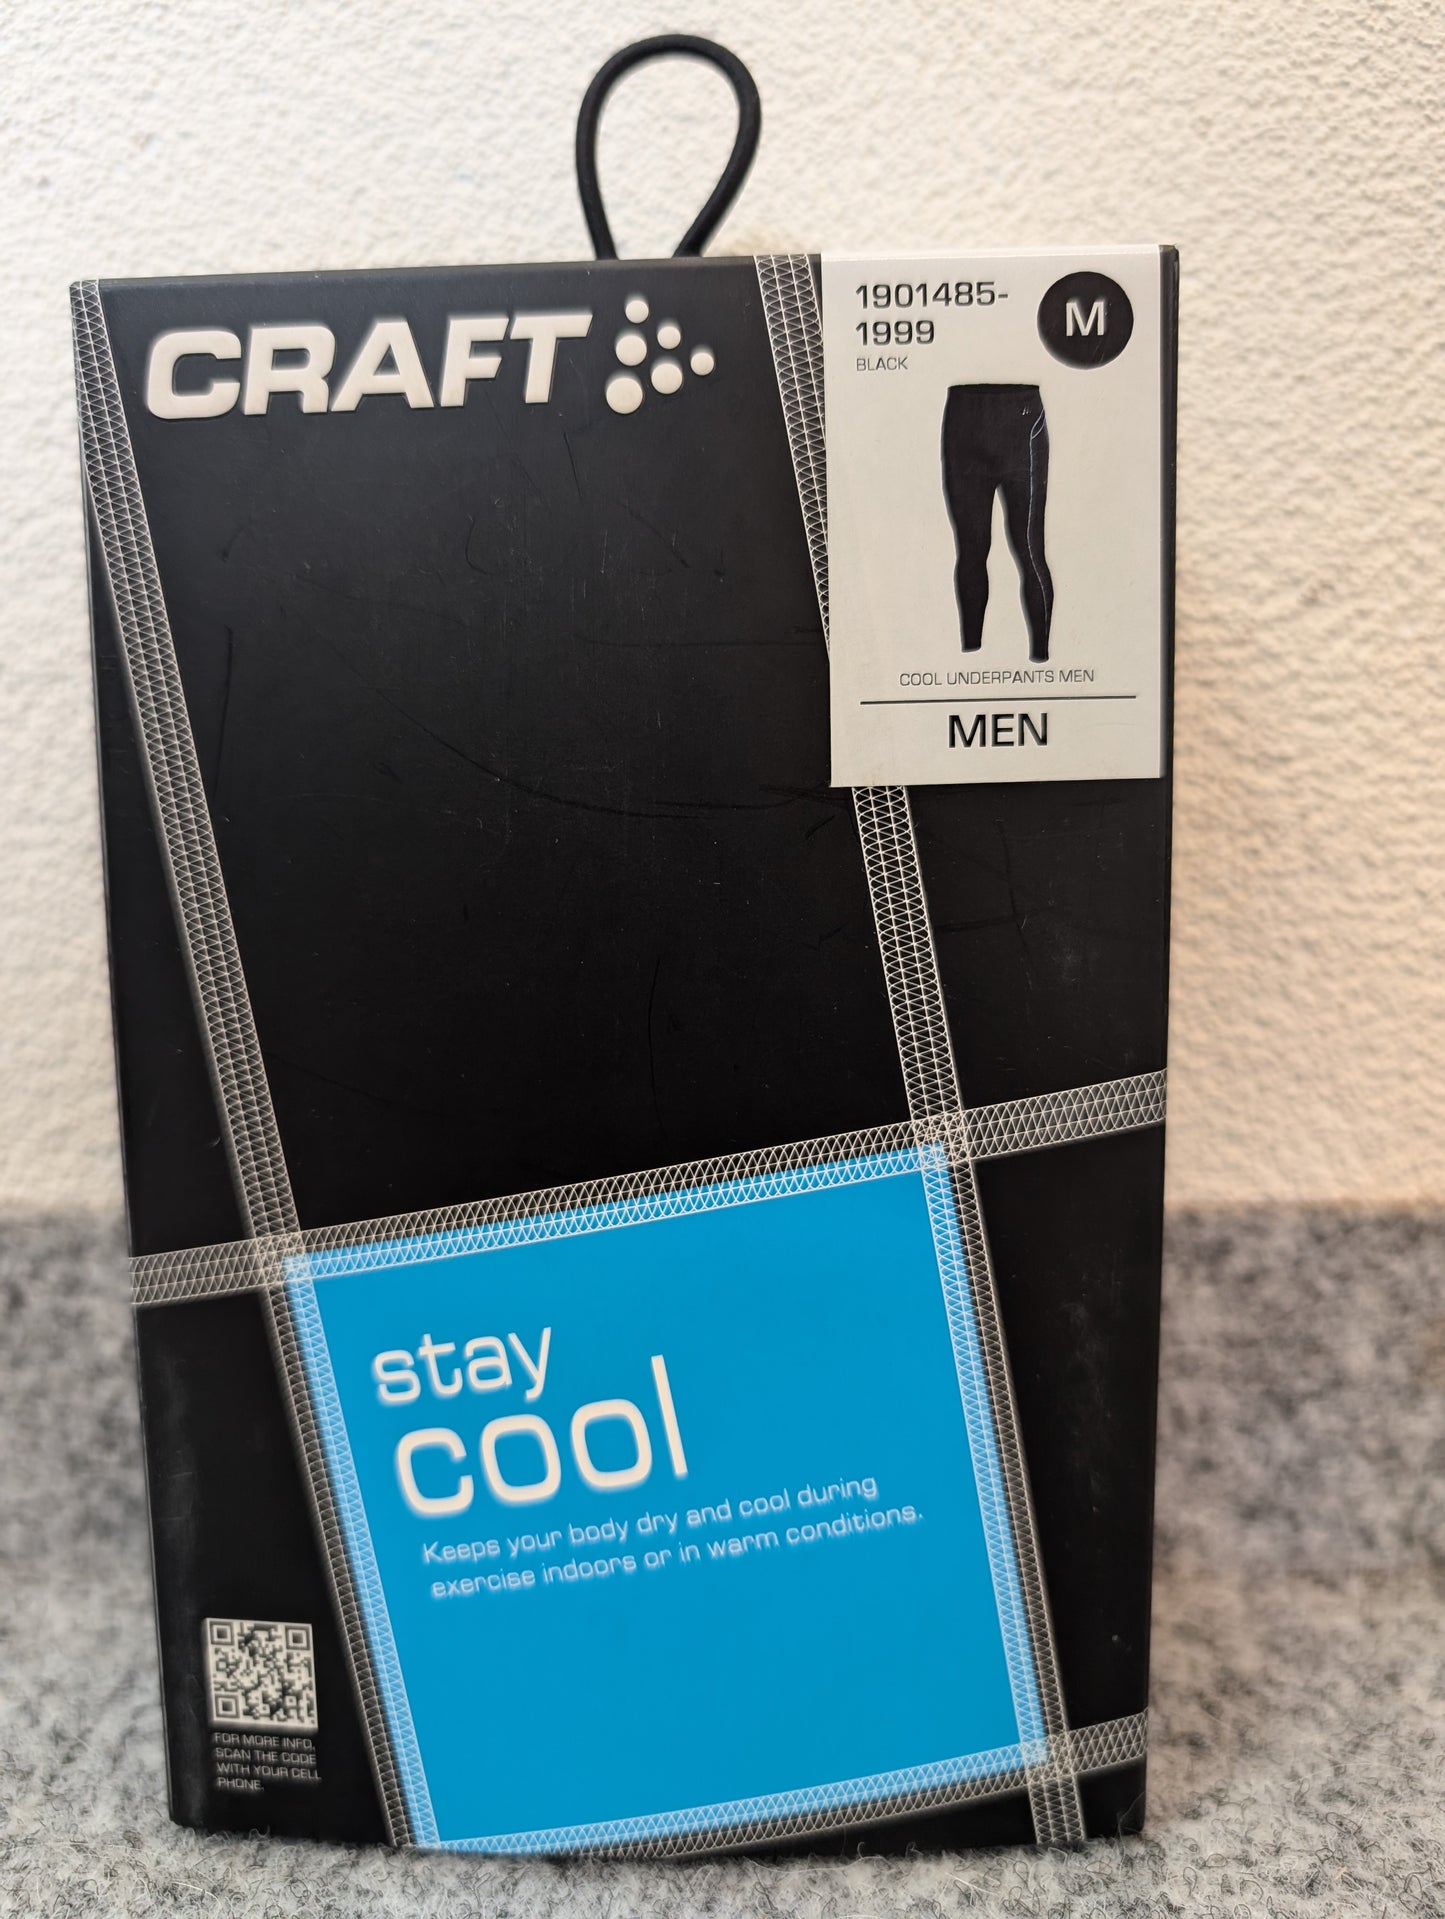 CRAFT
1901485-
1999
BLACK
M
COOL UNDERPANTS MEN
MEN
stay
cool
Keeps your body dry and cool during
exercise indoors or in warm conditions.
FOR MORE INFO,
SCAN THE CODE
WITH YOUR CELL
PHONE.